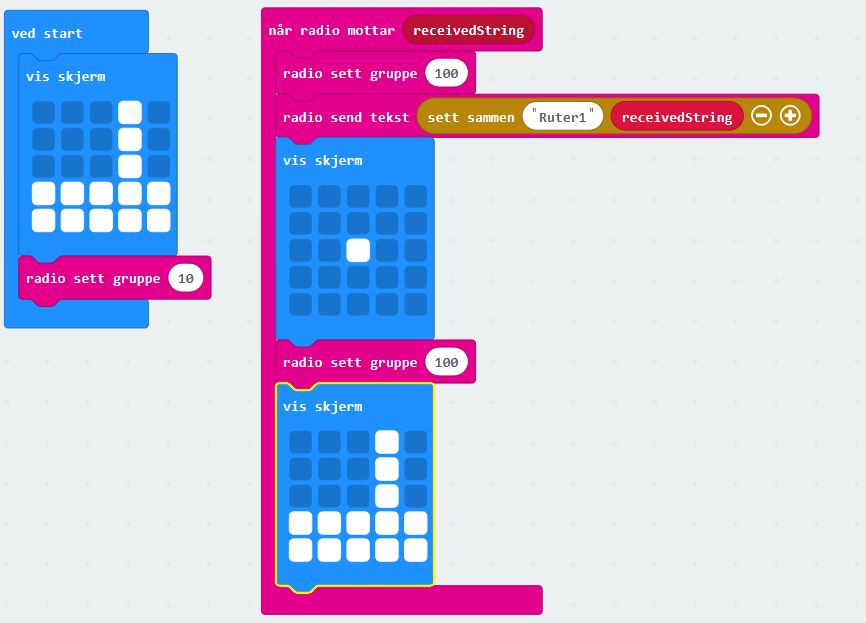 ved start
vis skjerm
radio sett gruppe 10
når radio mottar receivedString
radio sett gruppe 100
radio send tekst sett sammen "Ruter1" receivedString
vis skjerm
radio sett gruppe 100
vis skjerm